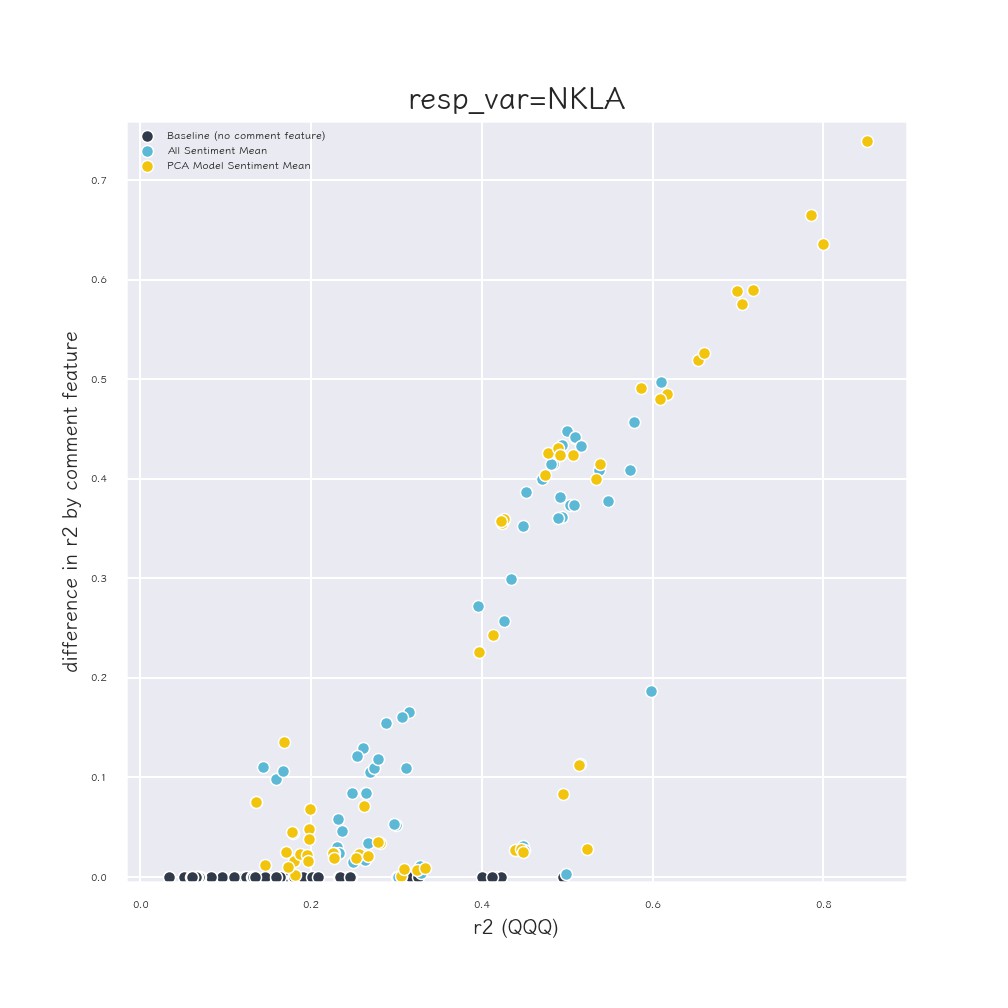 resp_var=NKLA
Baseline (no comment feature)
All Sentiment Mean
PCA Model Sentiment Mean
difference in r2 by comment feature
0.7
0.6
0.5
0.4
0.3
0.2
0.1
0.0
0.0 0.2 0.4 0.6 0.8
r2 (QQQ)